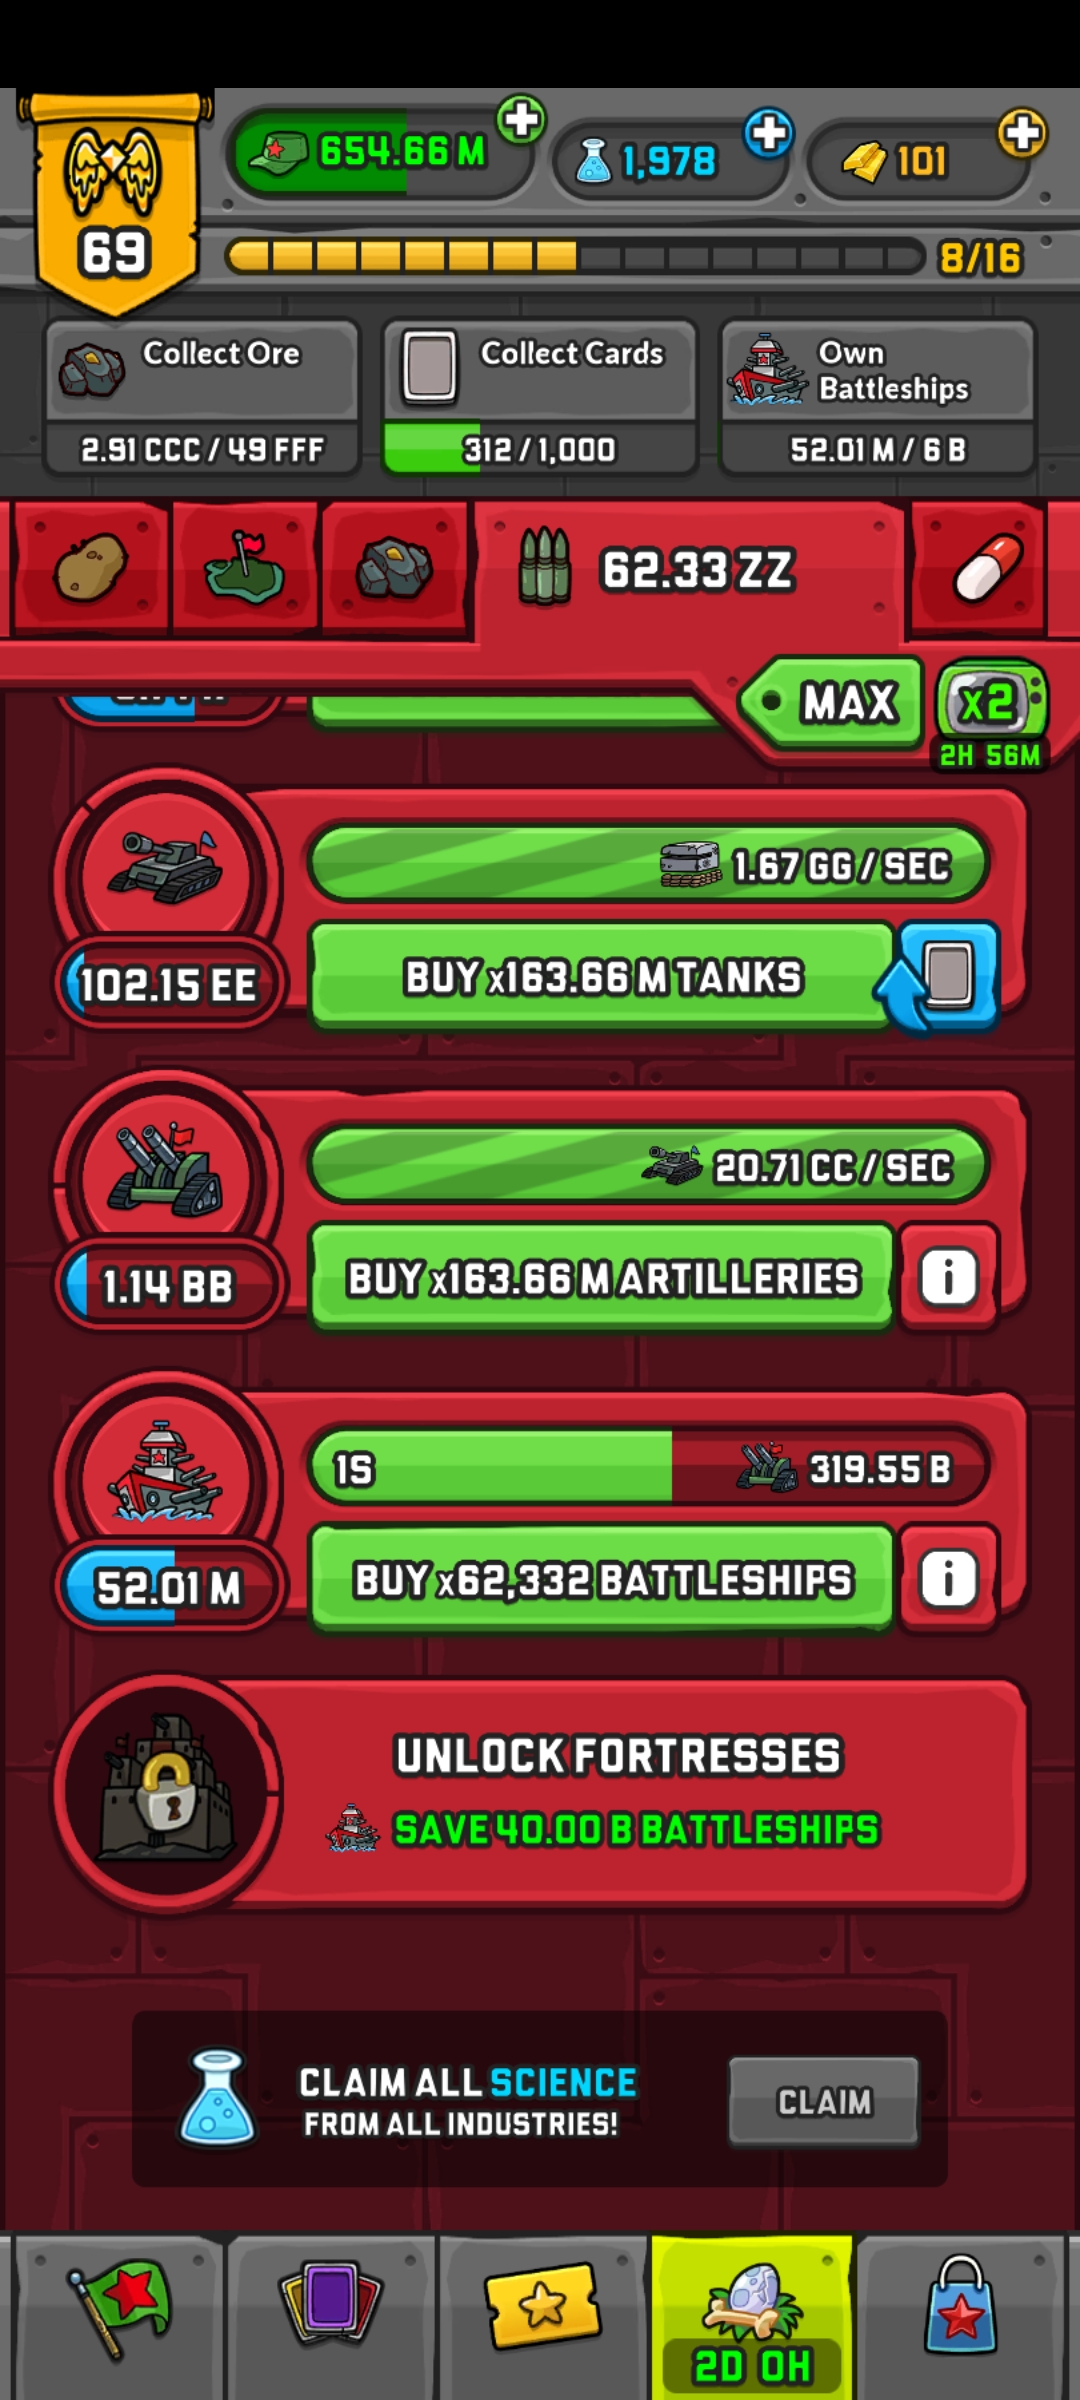 654.66 M
1,978
101
69
8/16
Collect Ore
2.91 CCC / 49 FFF
Collect Cards
312 / 1,000
Own
Battleships
52.01 M / 6 B
62.33 ZZ
MAX
x2
2H 56M
1.67 GG / SEC
102.15 EE
BUY x163.66 M TANKS
20.71 CC / SEC
1.14 BB
BUY x163.66 M ARTILLERIES
i
1S
319.55 B
52.01 M
BUY x62,332 BATTLESHIPS
i
UNLOCK FORTRESSES
SAVE 40.00 B BATTLESHIPS
CLAIM ALL SCIENCE
FROM ALL INDUSTRIES!
CLAIM
2D 0H